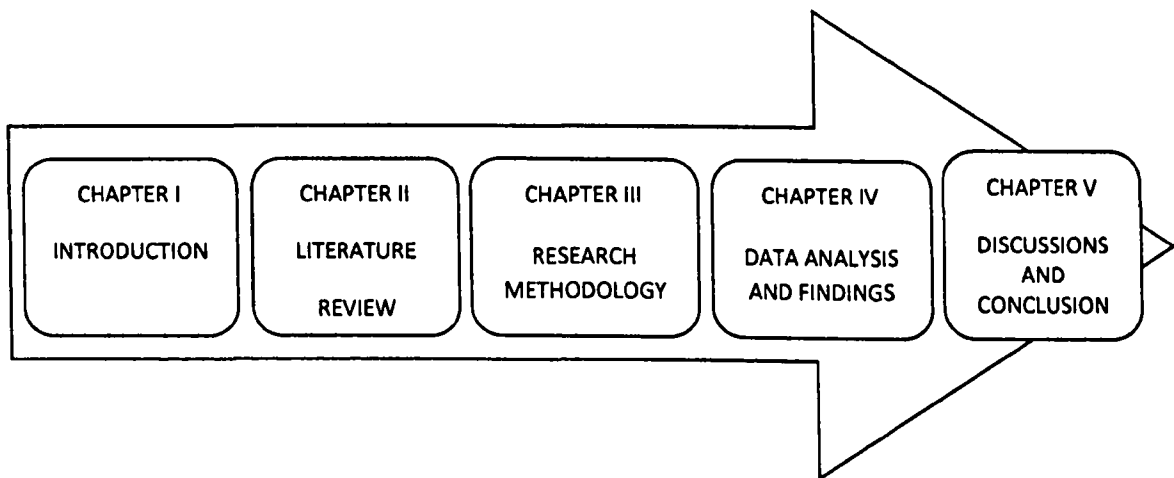 CHAPTER I
INTRODUCTION
CHAPTER II
LITERATURE
REVIEW
CHAPTER III
RESEARCH
METHODOLOGY
CHAPTER IV
DATA ANALYSIS
AND FINDINGS
CHAPTER V
DISCUSSIONS
AND
CONCLUSION